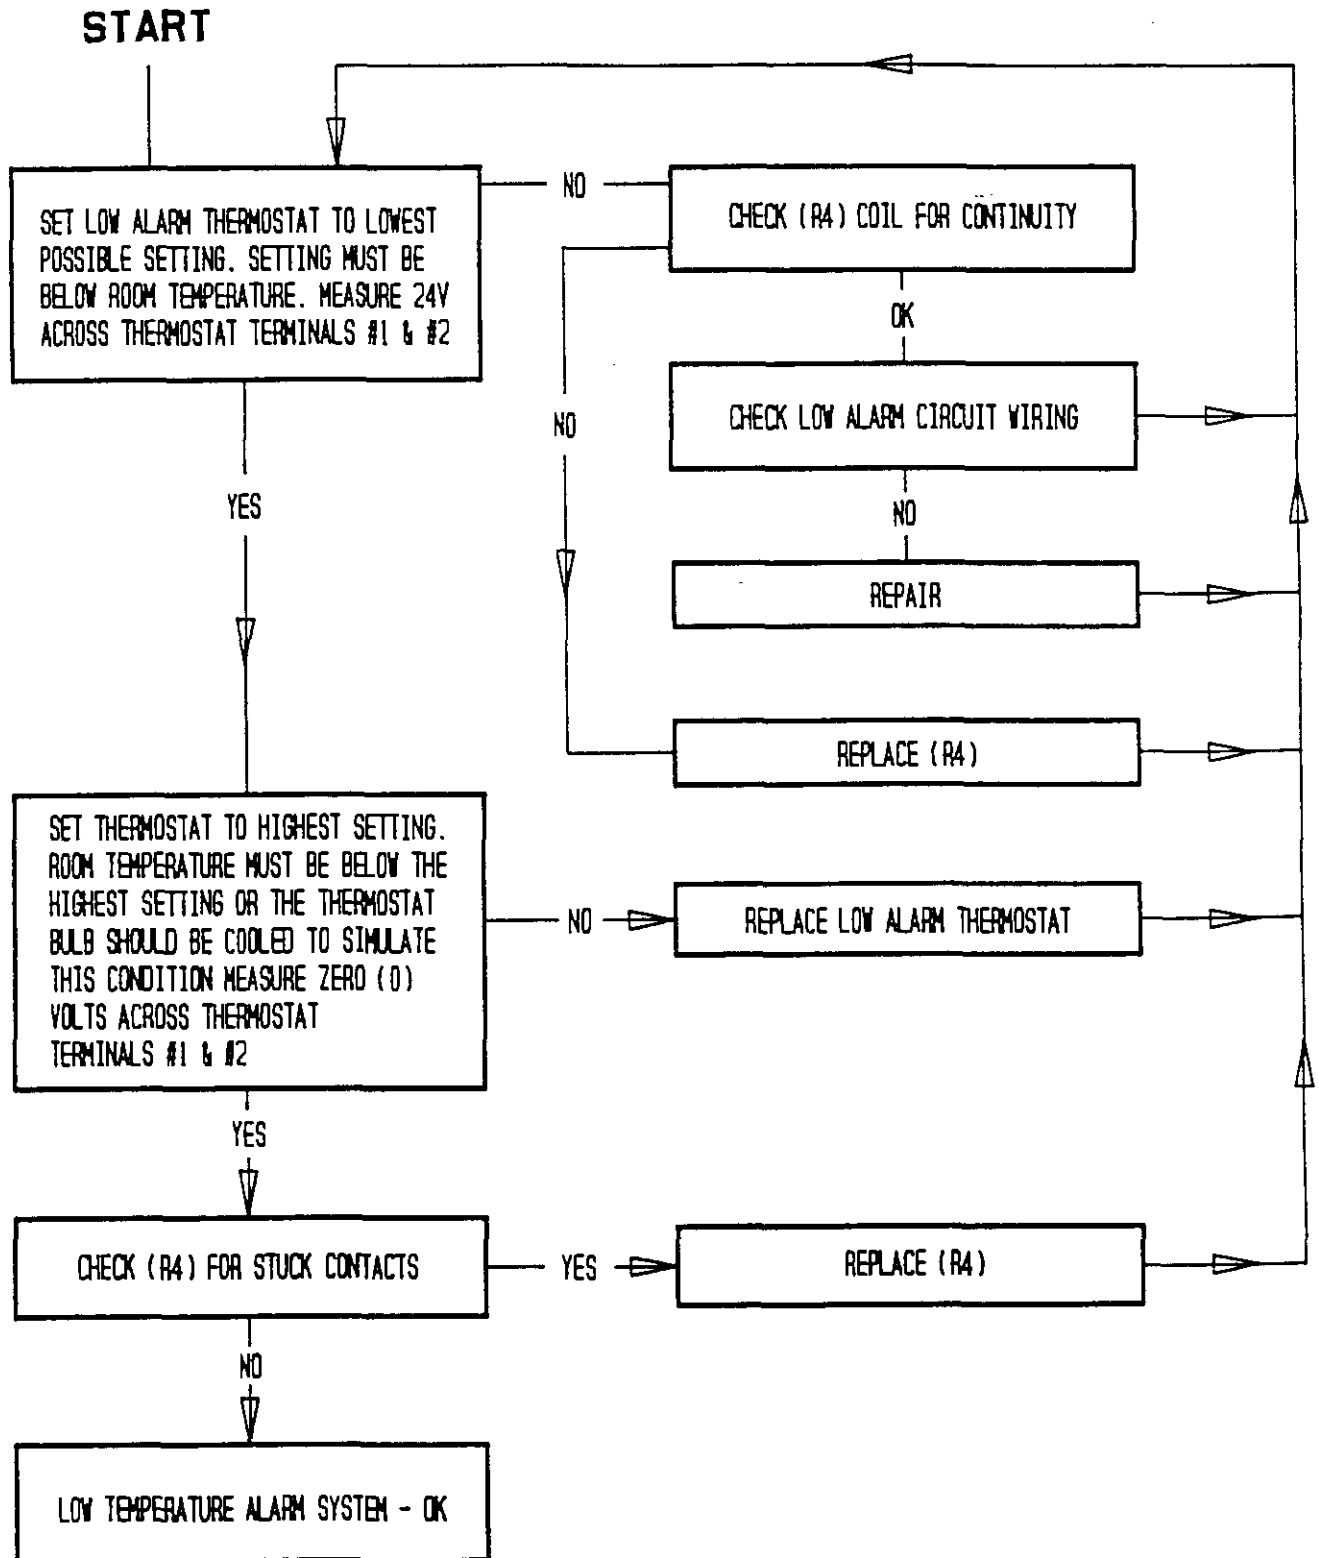 START
SET LOW ALARM THERMOSTAT TO LOWEST
POSSIBLE SETTING. SETTING MUST BE
BELOW ROOM TEMPERATURE. MEASURE 24V
ACROSS THERMOSTAT TERMINALS #1 & #2
NO
CHECK (R4) COIL FOR CONTINUITY
OK
NO
CHECK LOW ALARM CIRCUIT WIRING
YES
NO
REPAIR
REPLACE (R4)
SET THERMOSTAT TO HIGHEST SETTING.
ROOM TEMPERATURE MUST BE BELOW THE
HIGHEST SETTING OR THE THERMOSTAT
BULB SHOULD BE COOLED TO SIMULATE
THIS CONDITION MEASURE ZERO (0)
VOLTS ACROSS THERMOSTAT
TERMINALS #1 & #2
NO
REPLACE LOW ALARM THERMOSTAT
YES
CHECK (R4) FOR STUCK CONTACTS
YES
REPLACE (R4)
NO
LOW TEMPERATURE ALARM SYSTEM - OK